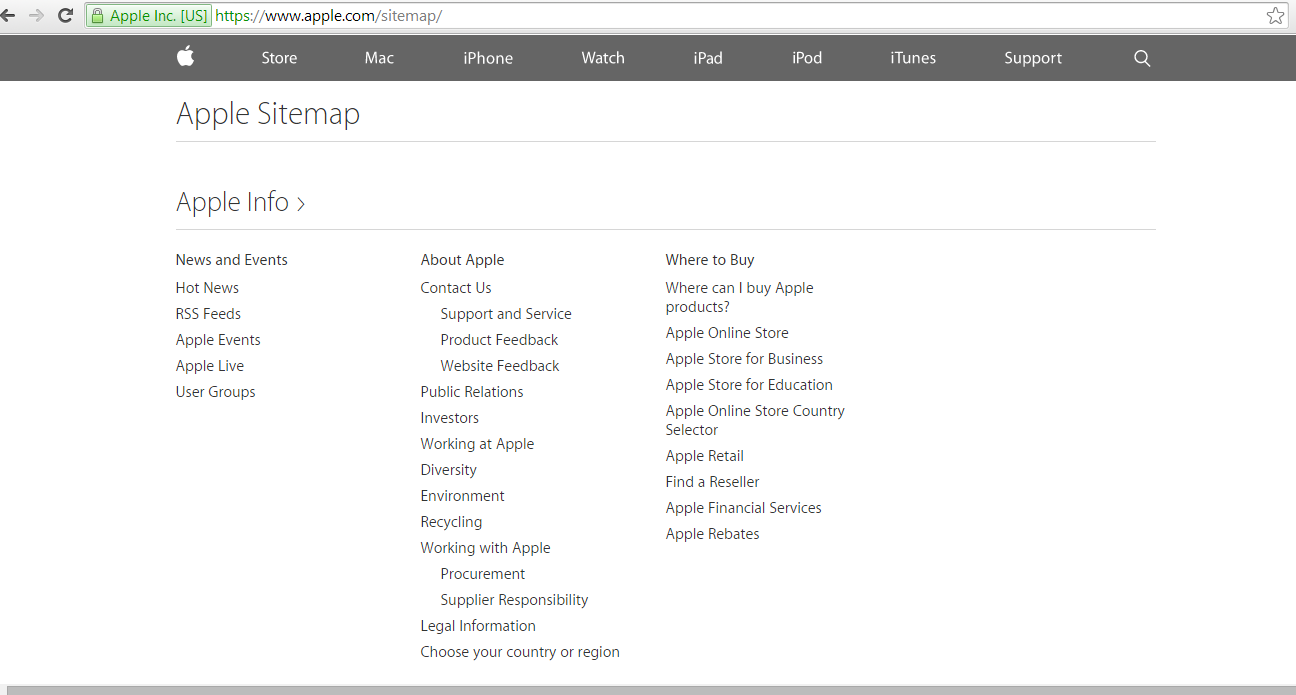 Apple Inc. [US] https://www.apple.com/sitemap/
Store Mac iPhone Watch iPad iPod iTunes Support
Apple Sitemap
Apple Info
News and Events
Hot News
RSS Feeds
Apple Events
Apple Live
User Groups
About Apple
Contact Us
Support and Service
Product Feedback
Website Feedback
Public Relations
Investors
Working at Apple
Diversity
Environment
Recycling
Working with Apple
Procurement
Supplier Responsibility
Legal Information
Choose your country or region
Where to Buy
Where can I buy Apple
products?
Apple Online Store
Apple Store for Business
Apple Store for Education
Apple Online Store Country
Selector
Apple Retail
Find a Reseller
Apple Financial Services
Apple Rebates